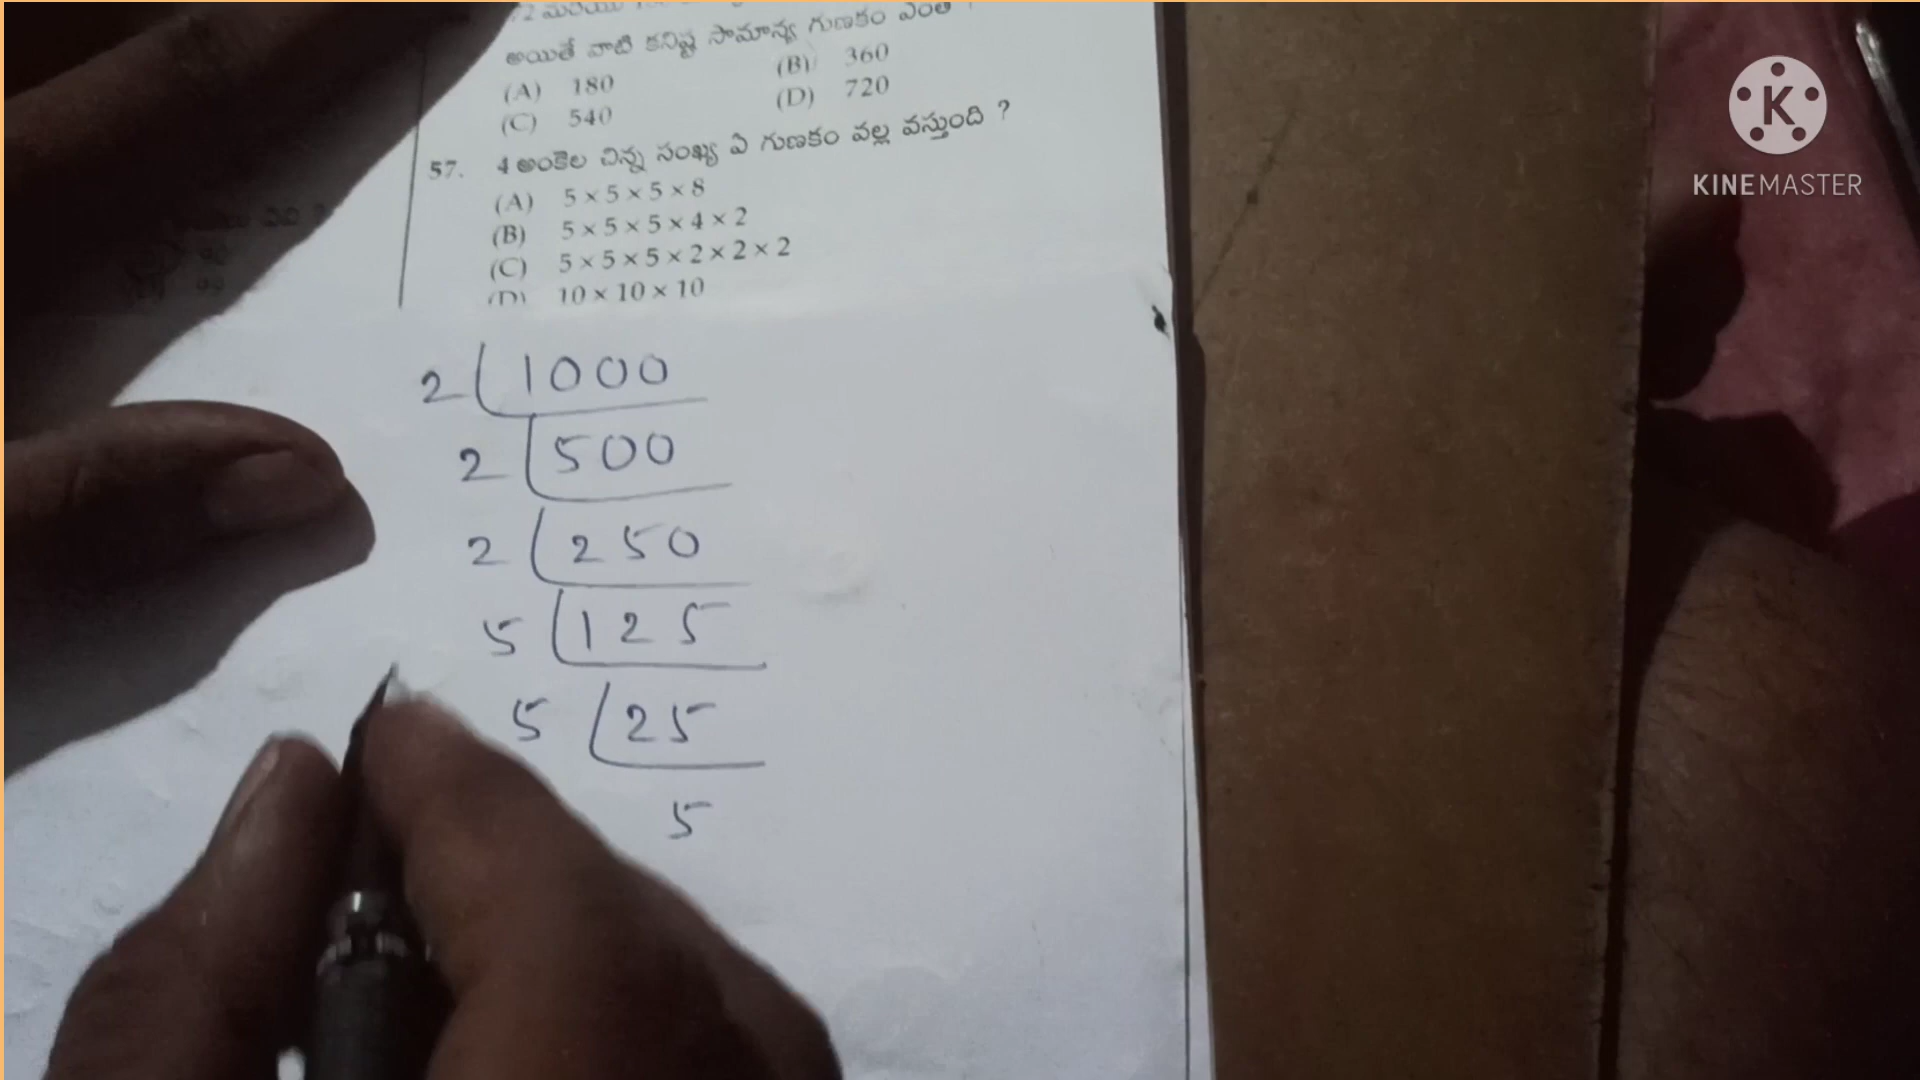 అయితే వాటి కనిష్ట సామాన్య గుణకం ఎంత ?
(A) 180 (B) 360
(C) 540 (D) 720
57. 4 అంకెల చిన్న సంఖ్య ఏ గుణకం వల్ల వస్తుంది ?
(A) 5 × 5 × 5 × 8
(B) 5 × 5 × 5 × 4 × 2
(C) 5 × 5 × 5 × 2 × 2 × 2
(D) 10 × 10 × 10
2 1000
2 500
2 250
5 125
5 25
5
K
KINEMASTER